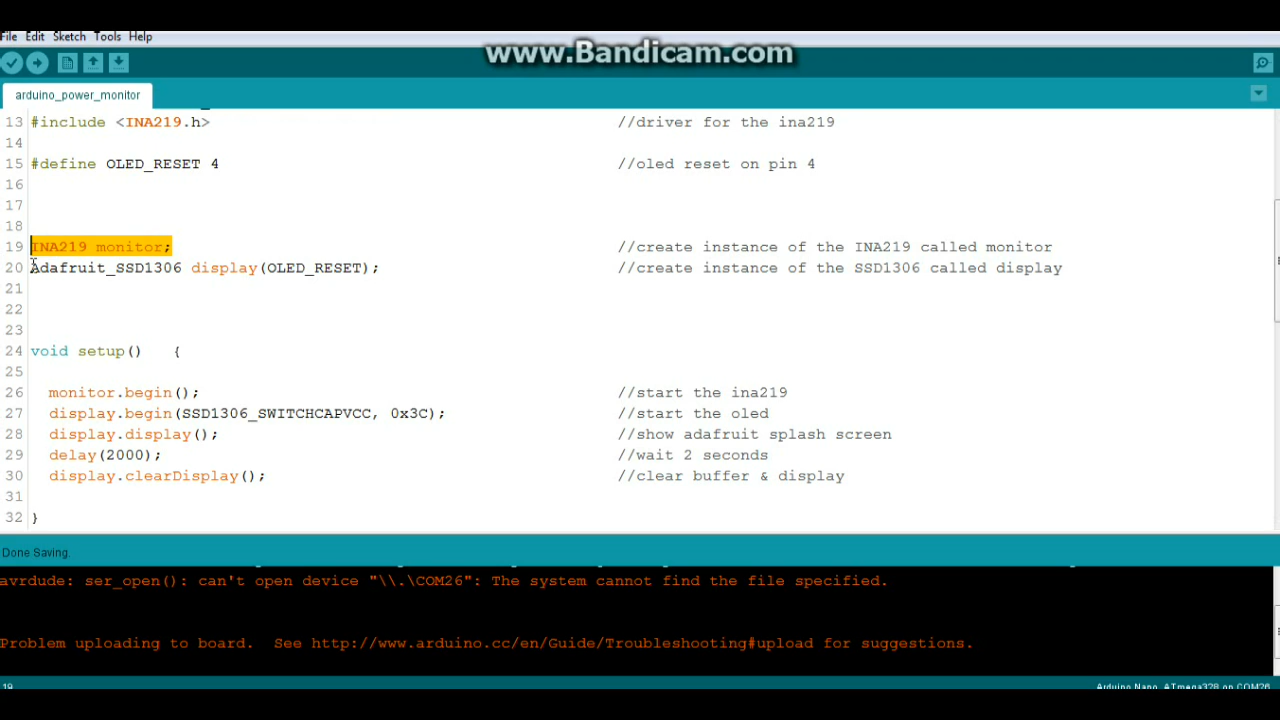 www.Bandicam.com
File Edit Sketch Tools Help
arduino_power_monitor
13 #include <INA219.h> //driver for the ina219
14
15 #define OLED_RESET 4 //oled reset on pin 4
16
17
18
19 INA219 monitor; //create instance of the INA219 called monitor
20 Adafruit_SSD1306 display(OLED_RESET); //create instance of the SSD1306 called display
21
22
23
24 void setup() {
25
26 monitor.begin(); //start the ina219
27 display.begin(SSD1306_SWITCHCAPVCC, 0x3C); //start the oled
28 display.display(); //show adafruit splash screen
29 delay(2000); //wait 2 seconds
30 display.clearDisplay(); //clear buffer & display
31
32 }
Done Saving.
avrdude: ser_open(): can't open device "\\.\COM26": The system cannot find the file specified.
Problem uploading to board. See http://www.arduino.cc/en/Guide/Troubleshooting#upload for suggestions.
19 Arduino Nano, ATmega328 on COM26